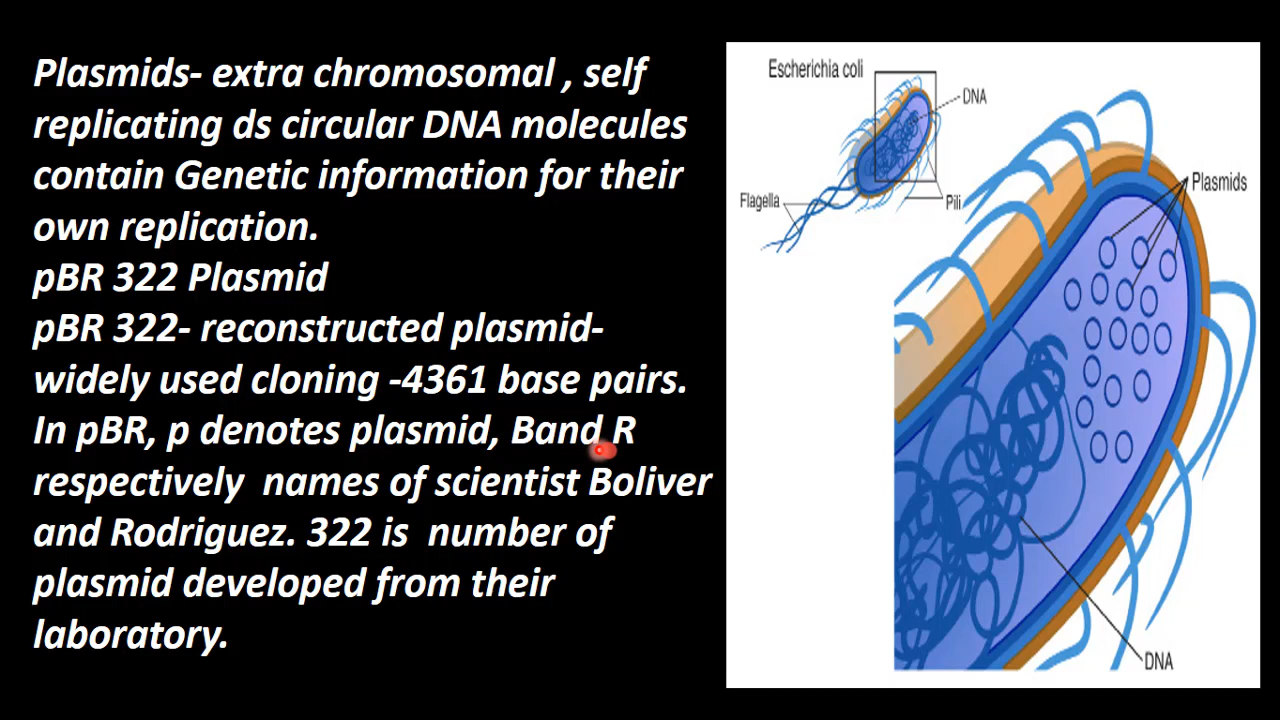 Plasmids- extra chromosomal , self
replicating ds circular DNA molecules
contain Genetic information for their
own replication.
pBR 322 Plasmid
pBR 322- reconstructed plasmid-
widely used cloning -4361 base pairs.
In pBR, p denotes plasmid, Band R
respectively  names of scientist Boliver
and Rodriguez. 322 is  number of
plasmid developed from their
laboratory.
Escherichia coli
DNA
Flagella
Pili
Plasmids
DNA